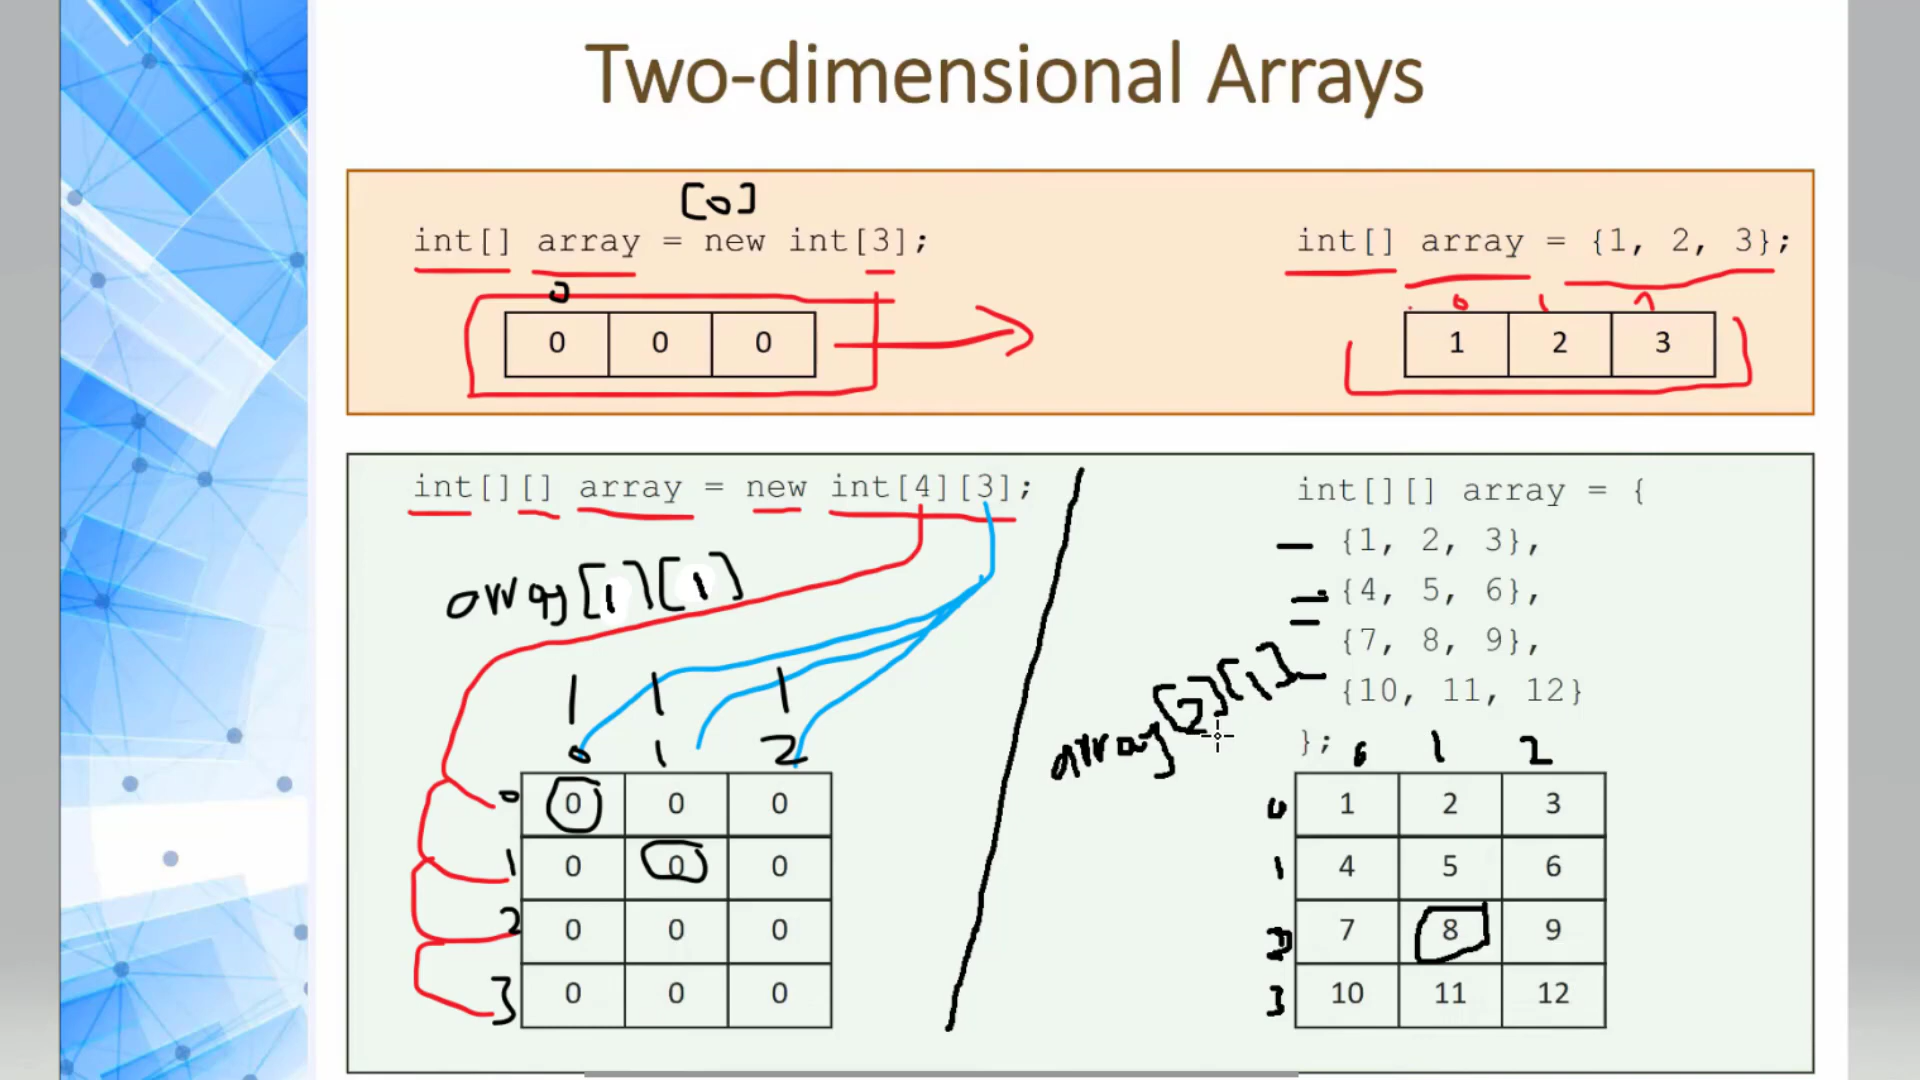 Two-dimensional Arrays
[0]
int[] array = new int[3];
0
0 0 0
int[] array = {1, 2, 3};
0 1
1 2 3
int[][] array = new int[4][3];
array[1][1]
1 1 1
0 1 2
0 0 0 0
1 0 0 0
2 0 0 0
3 0 0 0
int[][] array = {
{1, 2, 3},
{4, 5, 6},
{7, 8, 9},
{10, 11, 12}
};
array[2][1]
0 1 2
0 1 2 3
1 4 5 6
2 7 8 9
3 10 11 12